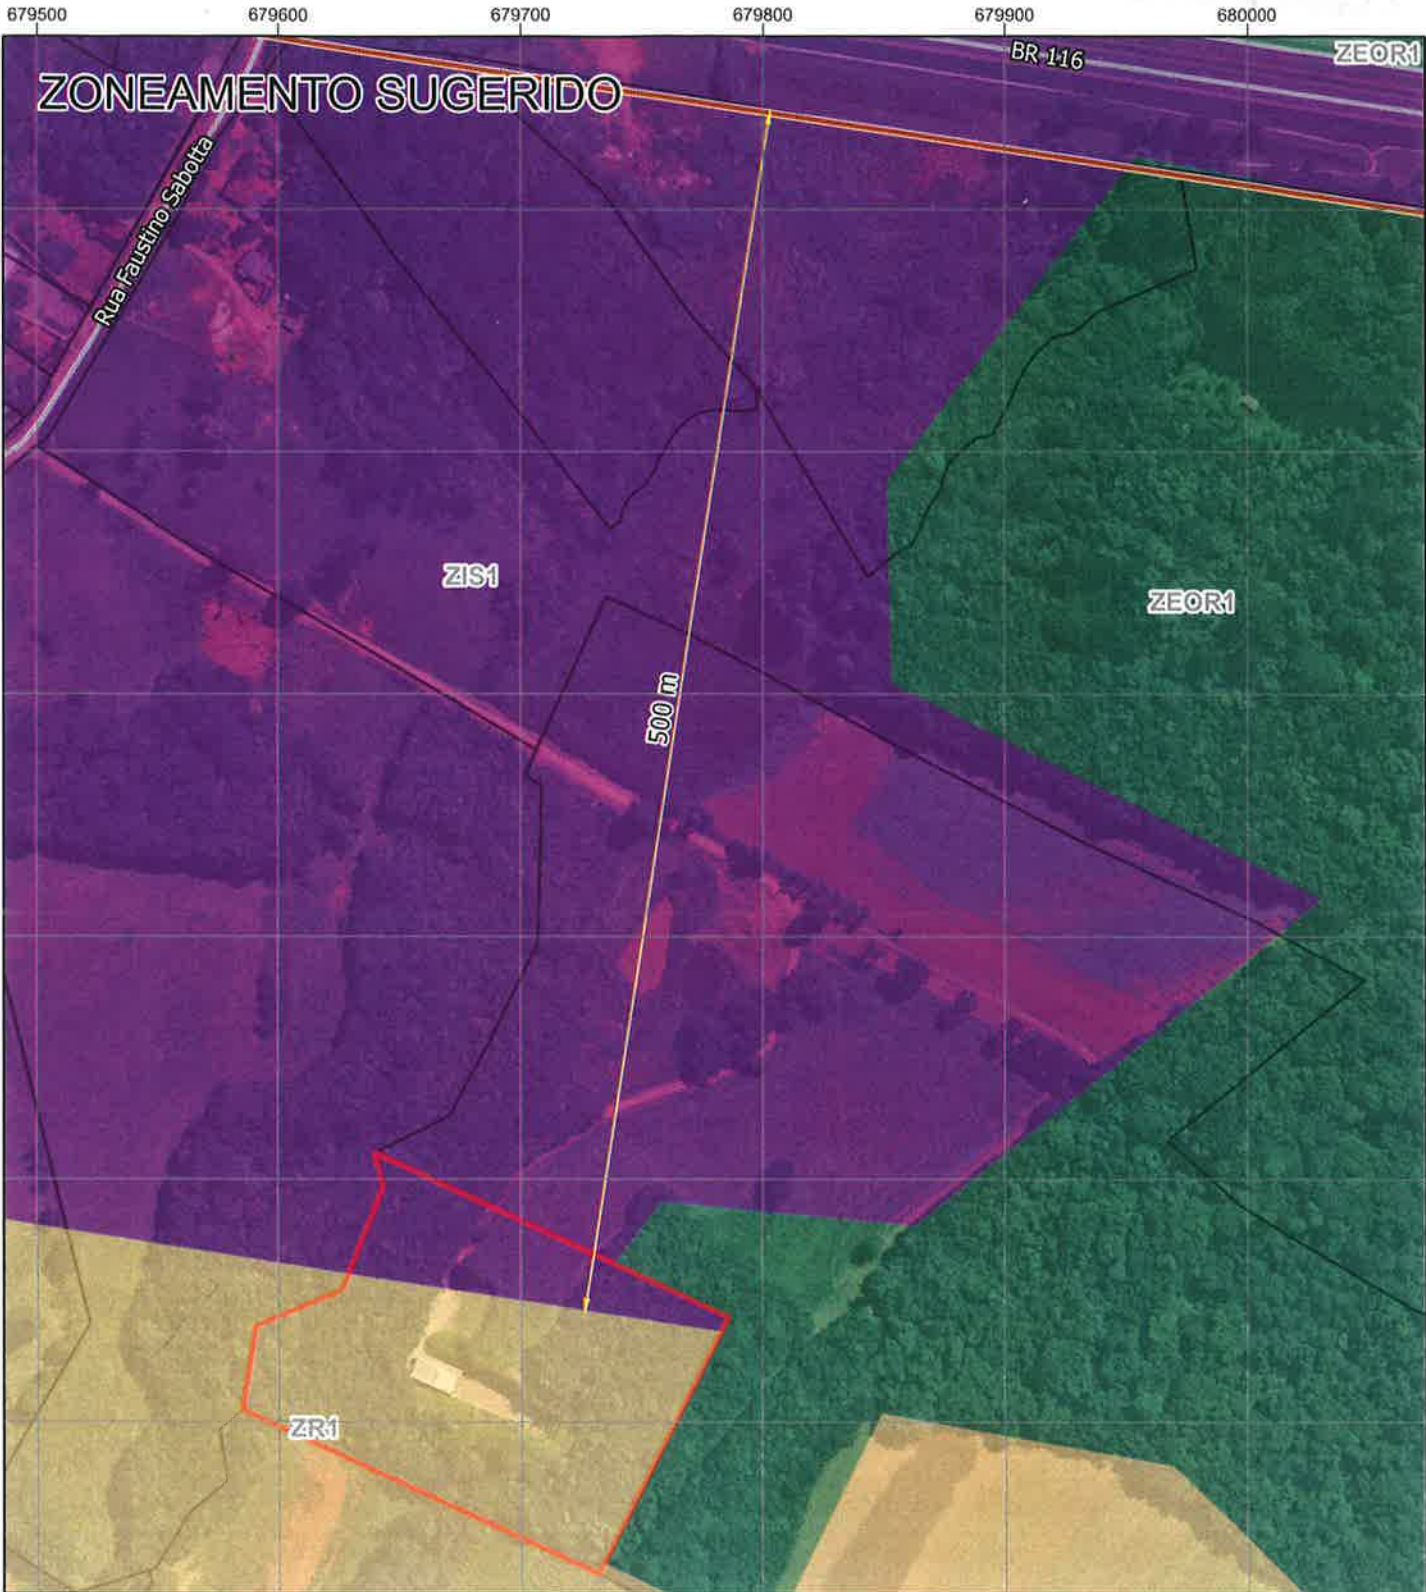 679500 679600 679700 679800 679900 680000
BR 116
ZEOR1
ZONEAMENTO SUGERIDO
Rua Faustino Sabotta
ZIS1
ZEOR1
500 m
ZR1